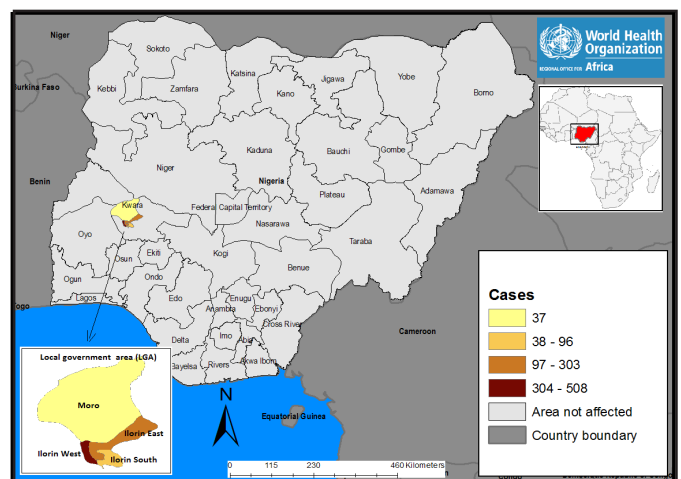 Niger
World Health
Organization
REGIONAL OFFICE FOR Africa
Sokoto
Katsina
Jigawa
Yobe
Borno
Burkina Faso
Kebbi
Zamfara
Kano
Kaduna
Bauchi
Gombe
Niger
Benin
Nigeria
Adamawa
Plateau
Kwara
Federal Capital Territory
Nasarawa
Oyo
Taraba
Osun
Ekiti
Kogi
Benue
Ogun
Ondo
Lagos
Edo
Enugu
Togo
Anambra
Ebonyi
Cross River
Cameroon
Imo
Abia
Delta
Bayelsa
Rivers
Akwa Ibom
Equatorial Guinea
Local government area (LGA)
Moro
Ilorin East
Ilorin West
Ilorin South
N
0 115 230 460 Kilometers
Cases
37
38 - 96
97 - 303
304 - 508
Area not affected
Country boundary